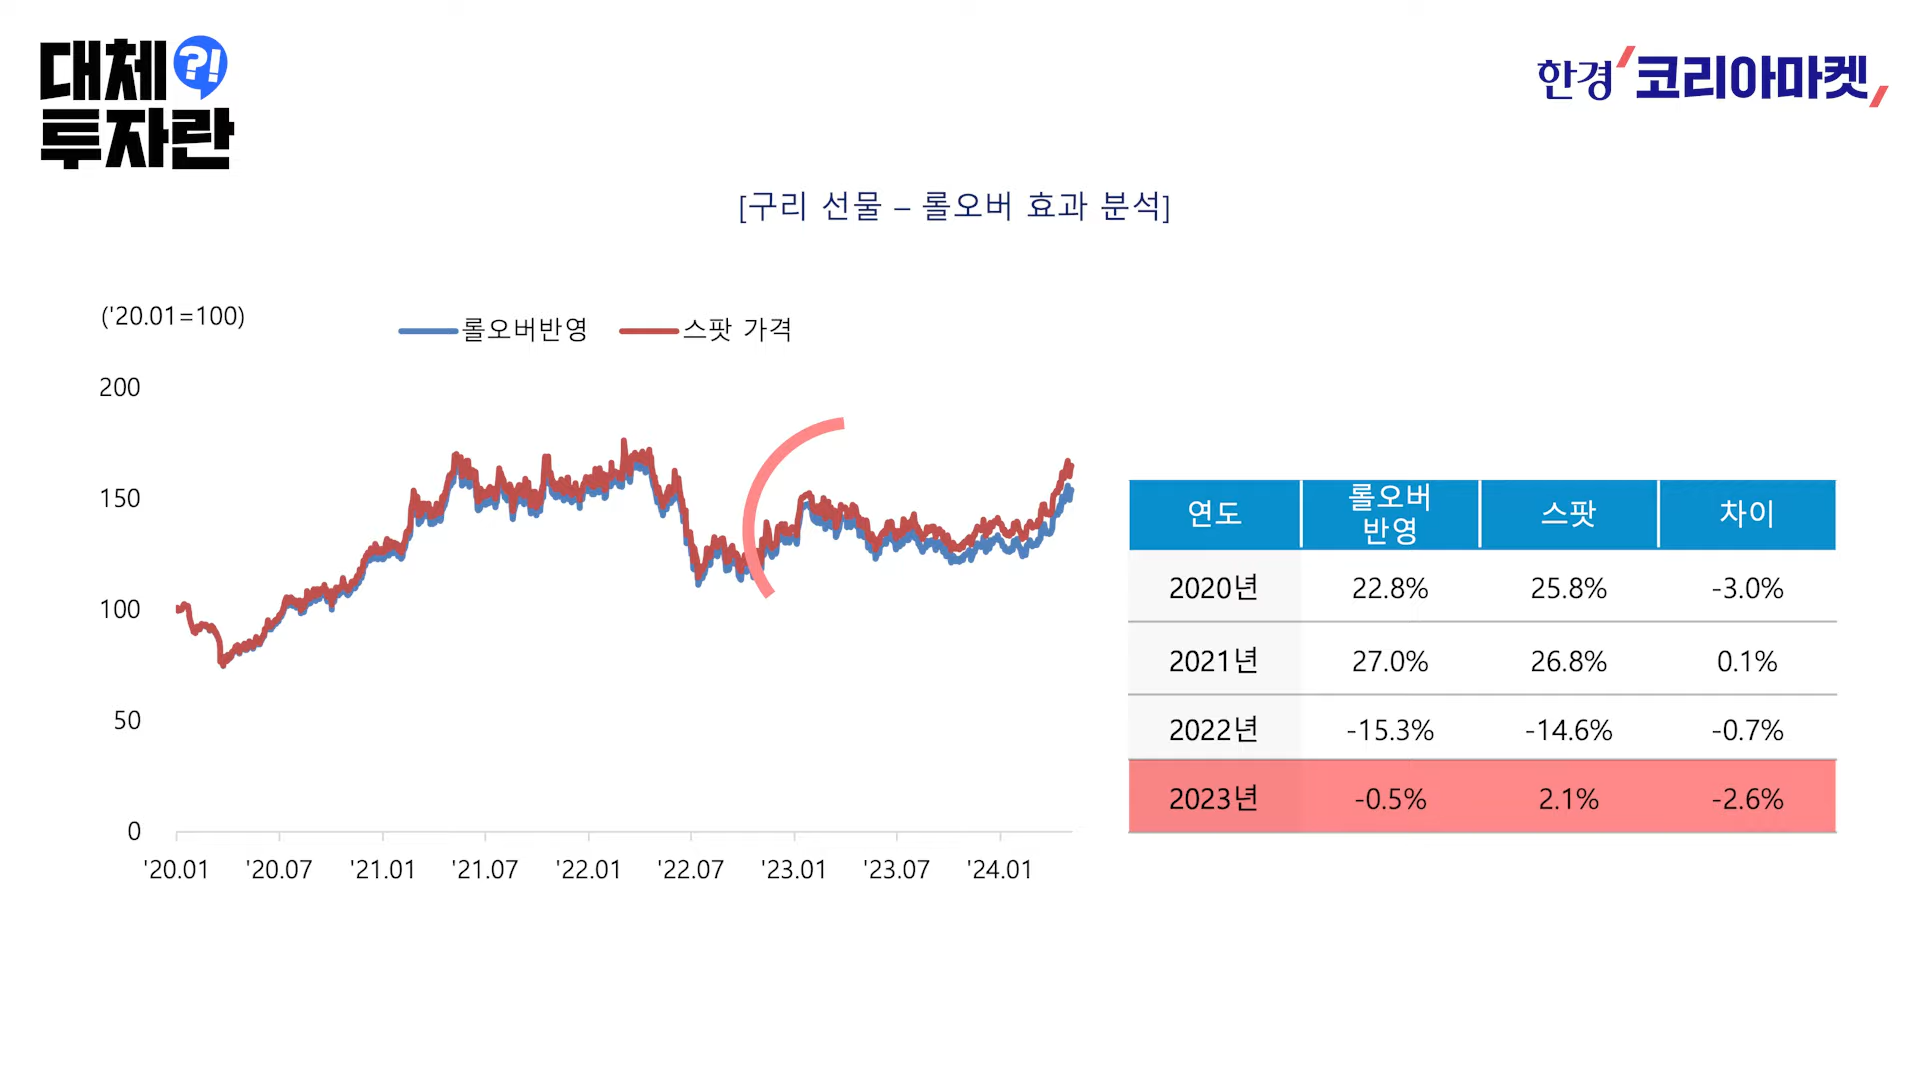 대체?!
투자란
한경 코리아마켓
[구리 선물 – 롤오버 효과 분석]
('20.01=100)
롤오버반영 스팟 가격
200
150
100
50
0
'20.01 '20.07 '21.01 '21.07 '22.01 '22.07 '23.01 '23.07 '24.01
연도 롤오버 반영 스팟 차이
2020년 22.8% 25.8% -3.0%
2021년 27.0% 26.8% 0.1%
2022년 -15.3% -14.6% -0.7%
2023년 -0.5% 2.1% -2.6%